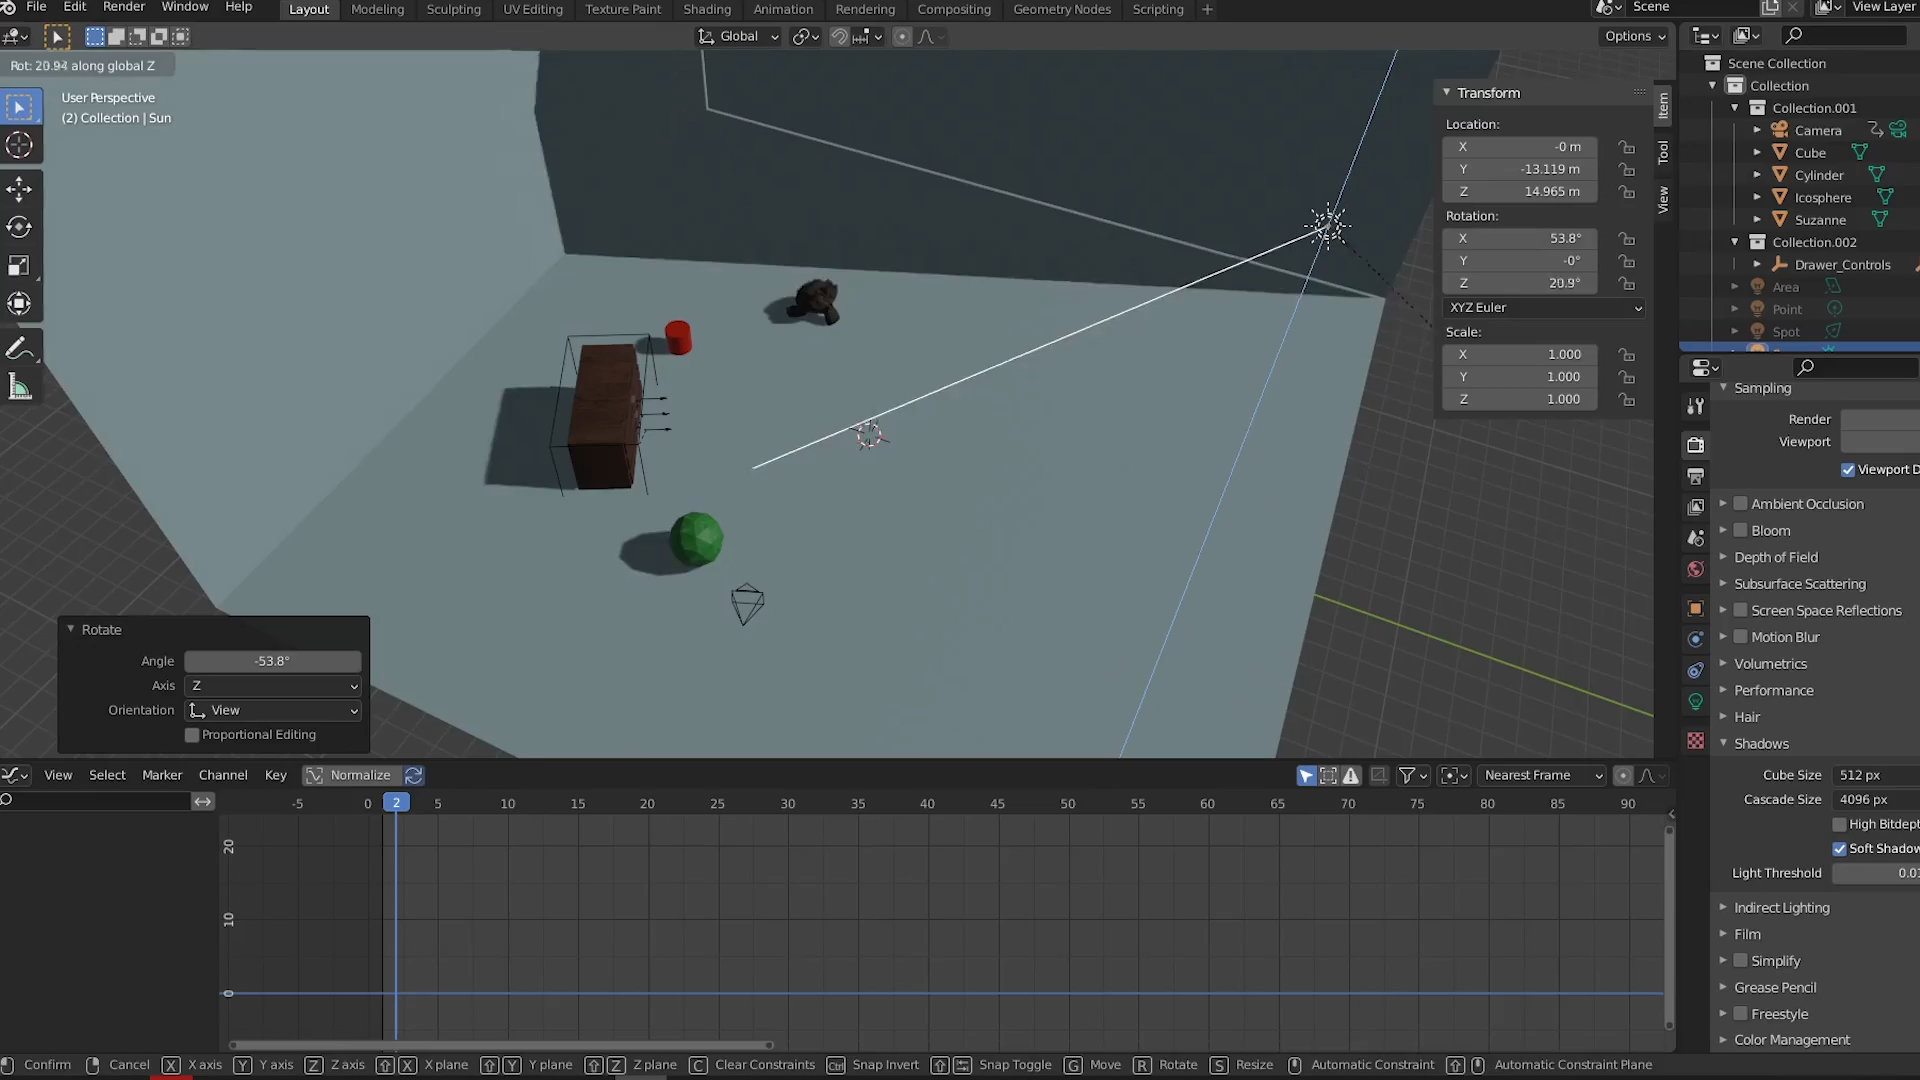 File Edit Render Window Help Layout Modeling Sculpting UV Editing Texture Paint Shading Animation Rendering Compositing Geometry Nodes Scripting + Scene View Layer
Global Options
Rot: 20.94 along global Z
User Perspective
(2) Collection | Sun
Transform
Location:
X -0 m
Y -13.119 m
Z 14.965 m
Rotation:
X 53.8°
Y -0°
Z 20.9°
XYZ Euler
Scale:
X 1.000
Y 1.000
Z 1.000
Item
Tool
View
Scene Collection
Collection
Collection.001
Camera
Cube
Cylinder
Icosphere
Suzanne
Collection.002
Drawer_Controls
Area
Point
Spot
Sampling
Render
Viewport
Viewport D
Ambient Occlusion
Bloom
Depth of Field
Subsurface Scattering
Screen Space Reflections
Motion Blur
Volumetrics
Performance
Hair
Shadows
Cube Size 512 px
Cascade Size 4096 px
High Bitdept
Soft Shadow
Light Threshold 0.01
Indirect Lighting
Film
Simplify
Grease Pencil
Freestyle
Color Management
Rotate
Angle -53.8°
Axis Z
Orientation View
Proportional Editing
View Select Marker Channel Key Normalize Nearest Frame
-5 0 2 5 10 15 20 25 30 35 40 45 50 55 60 65 70 75 80 85 90
20
10
0
Confirm Cancel X X axis Y Y axis Z Z axis X X plane Y Y plane Z Z plane C Clear Constraints Ctrl Snap Invert Snap Toggle G Move R Rotate S Resize Automatic Constraint Automatic Constraint Plane